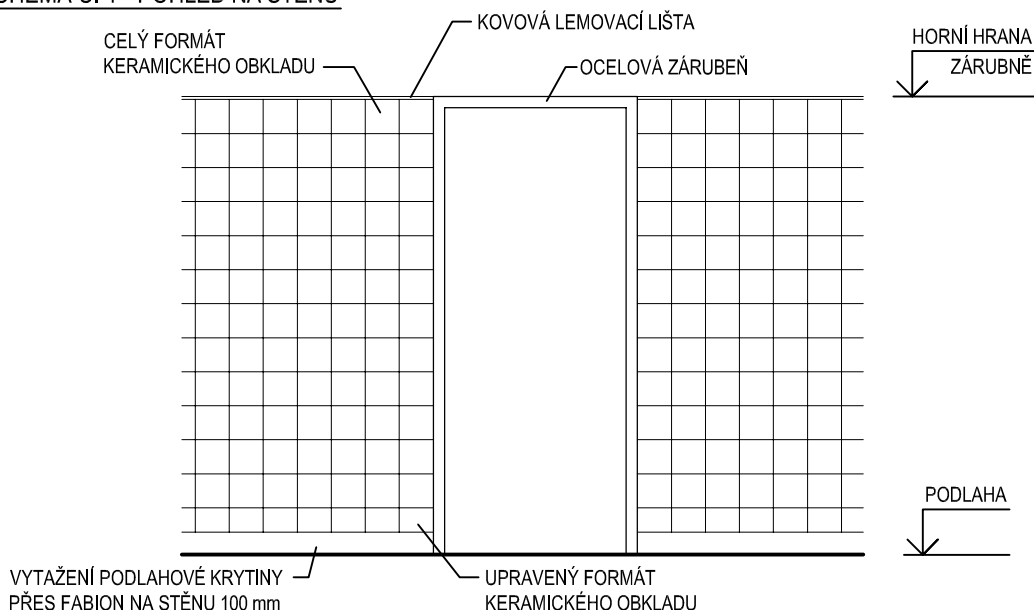 KOVOVÁ LEMOVACÍ LIŠTA
CELÝ FORMÁT
KERAMICKÉHO OBKLADU
OCELOVÁ ZÁRUBEŇ
HORNÍ HRANA
ZÁRUBNĚ
PODLAHA
VYTAŽENÍ PODLAHOVÉ KRYTINY
PŘES FABION NA STĚNU 100 mm
UPRAVENÝ FORMÁT
KERAMICKÉHO OBKLADU